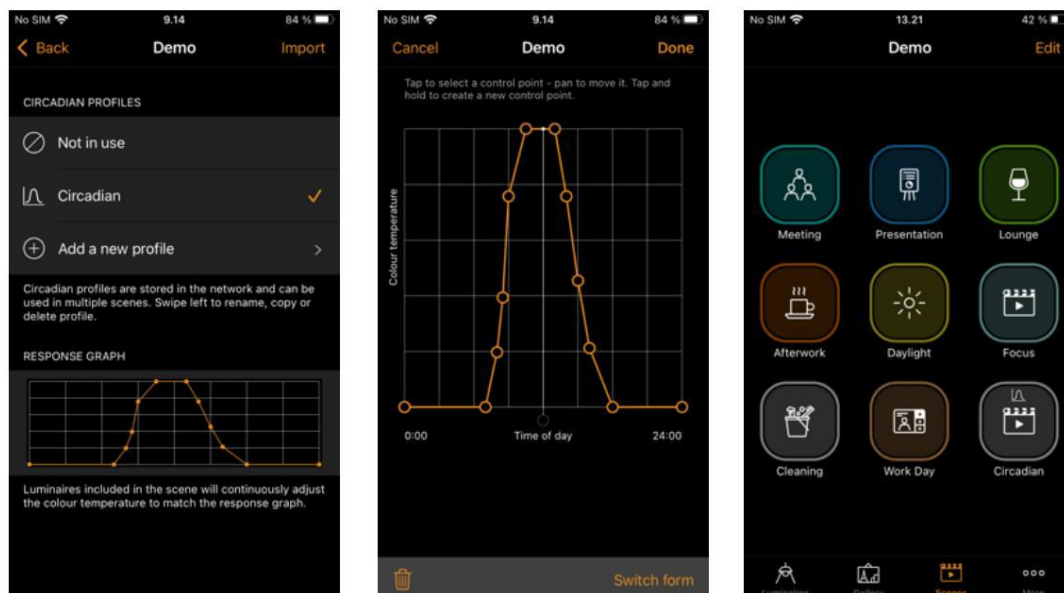 No SIM 9.14 84 %
Back Demo Import
CIRCADIAN PROFILES
Not in use
Circadian
Add a new profile
Circadian profiles are stored in the network and can be
used in multiple scenes. Swipe left to rename, copy or
delete profile.
RESPONSE GRAPH
Luminaires included in the scene will continuously adjust
the colour temperature to match the response graph.
No SIM 9.14 84 %
Cancel Demo Done
Tap to select a control point - pan to move it. Tap and
hold to create a new control point.
Colour temperature
0:00 Time of day 24:00
Switch form
No SIM 13.21 42 %
Demo Edit
Meeting Presentation Lounge
Afterwork Daylight Focus
Cleaning Work Day Circadian
Luminaires Gallery Scenes More